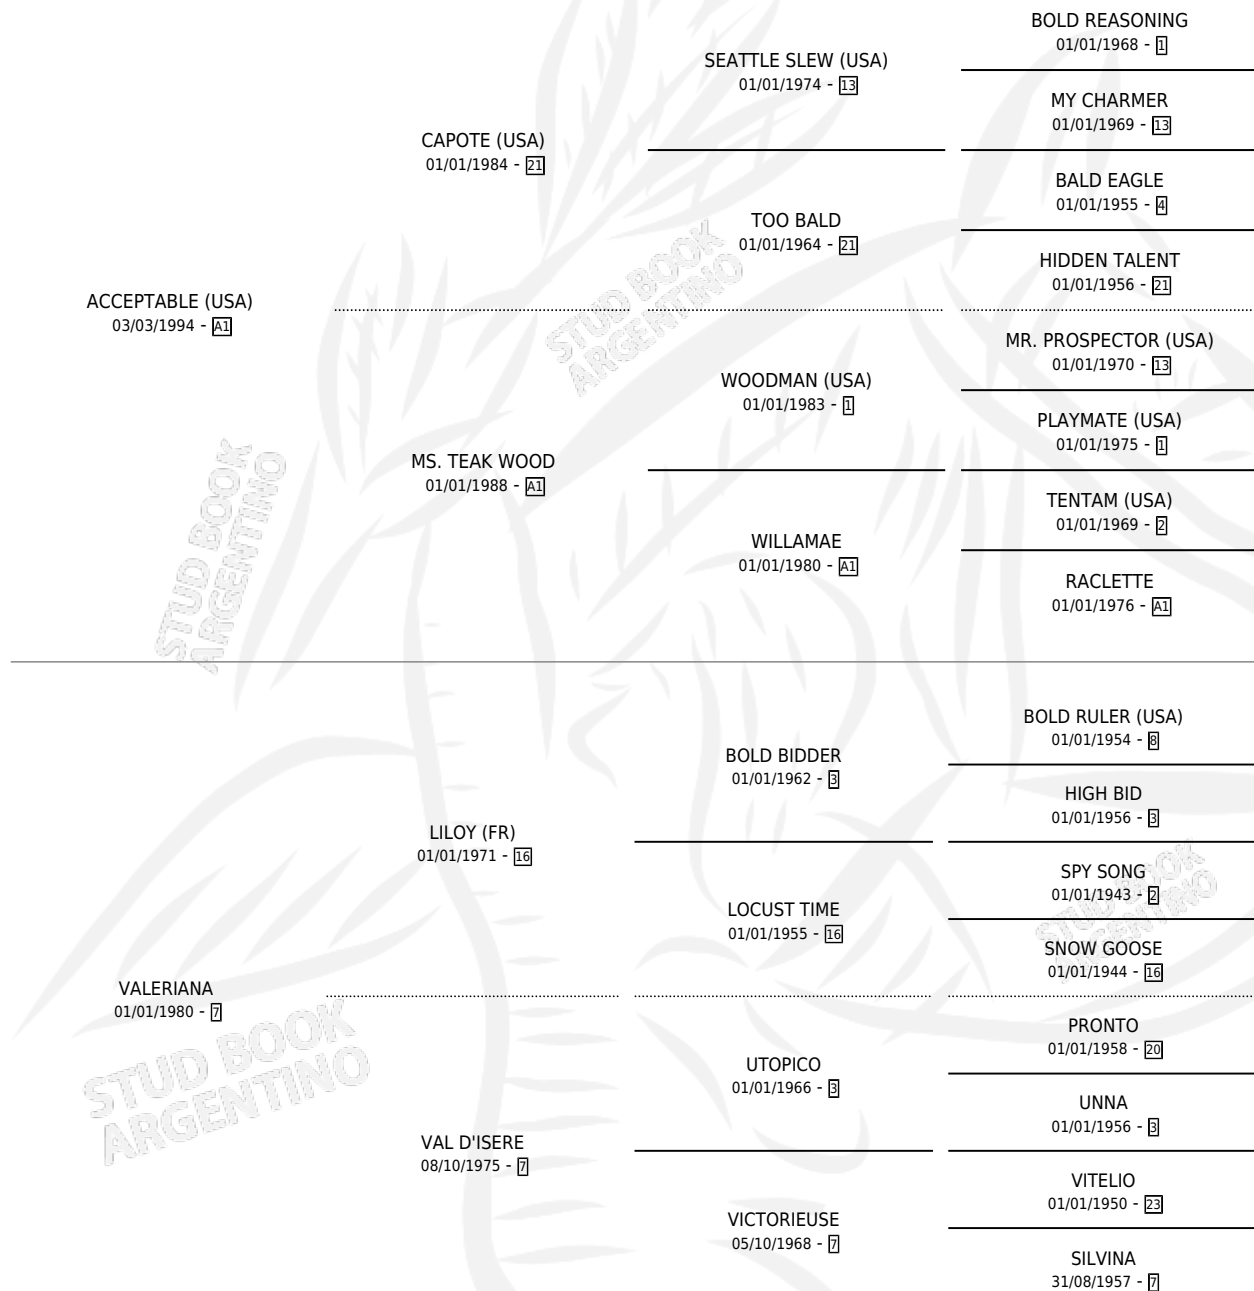 BOLD REASONING
01/01/1968 - 1
SEATTLE SLEW (USA)
01/01/1974 - 13
MY CHARMER
01/01/1969 - 13
CAPOTE (USA)
01/01/1984 - 21
BALD EAGLE
01/01/1955 - 4
TOO BALD
01/01/1964 - 21
HIDDEN TALENT
01/01/1956 - 21
ACCEPTABLE (USA)
03/03/1994 - A1
MR. PROSPECTOR (USA)
01/01/1970 - 13
WOODMAN (USA)
01/01/1983 - 1
PLAYMATE (USA)
01/01/1975 - 1
MS. TEAK WOOD
01/01/1988 - A1
TENTAM (USA)
01/01/1969 - 2
WILLAMAE
01/01/1980 - A1
RACLETTE
01/01/1976 - A1
BOLD RULER (USA)
01/01/1954 - 8
BOLD BIDDER
01/01/1962 - 3
HIGH BID
01/01/1956 - 3
LILOY (FR)
01/01/1971 - 16
SPY SONG
01/01/1943 - 2
LOCUST TIME
01/01/1955 - 16
SNOW GOOSE
01/01/1944 - 16
VALERIANA
01/01/1980 - 7
PRONTO
01/01/1958 - 20
UTOPICO
01/01/1966 - 3
UNNA
01/01/1956 - 3
VAL D'ISERE
08/10/1975 - 7
VITELIO
01/01/1950 - 23
VICTORIEUSE
05/10/1968 - 7
SILVINA
31/08/1957 - 7
STUD BOOK
ARGENTINO
STUD BOOK
ARGENTINO
STUD BOOK
ARGENTINO
STUD BOOK
ARGENTINO